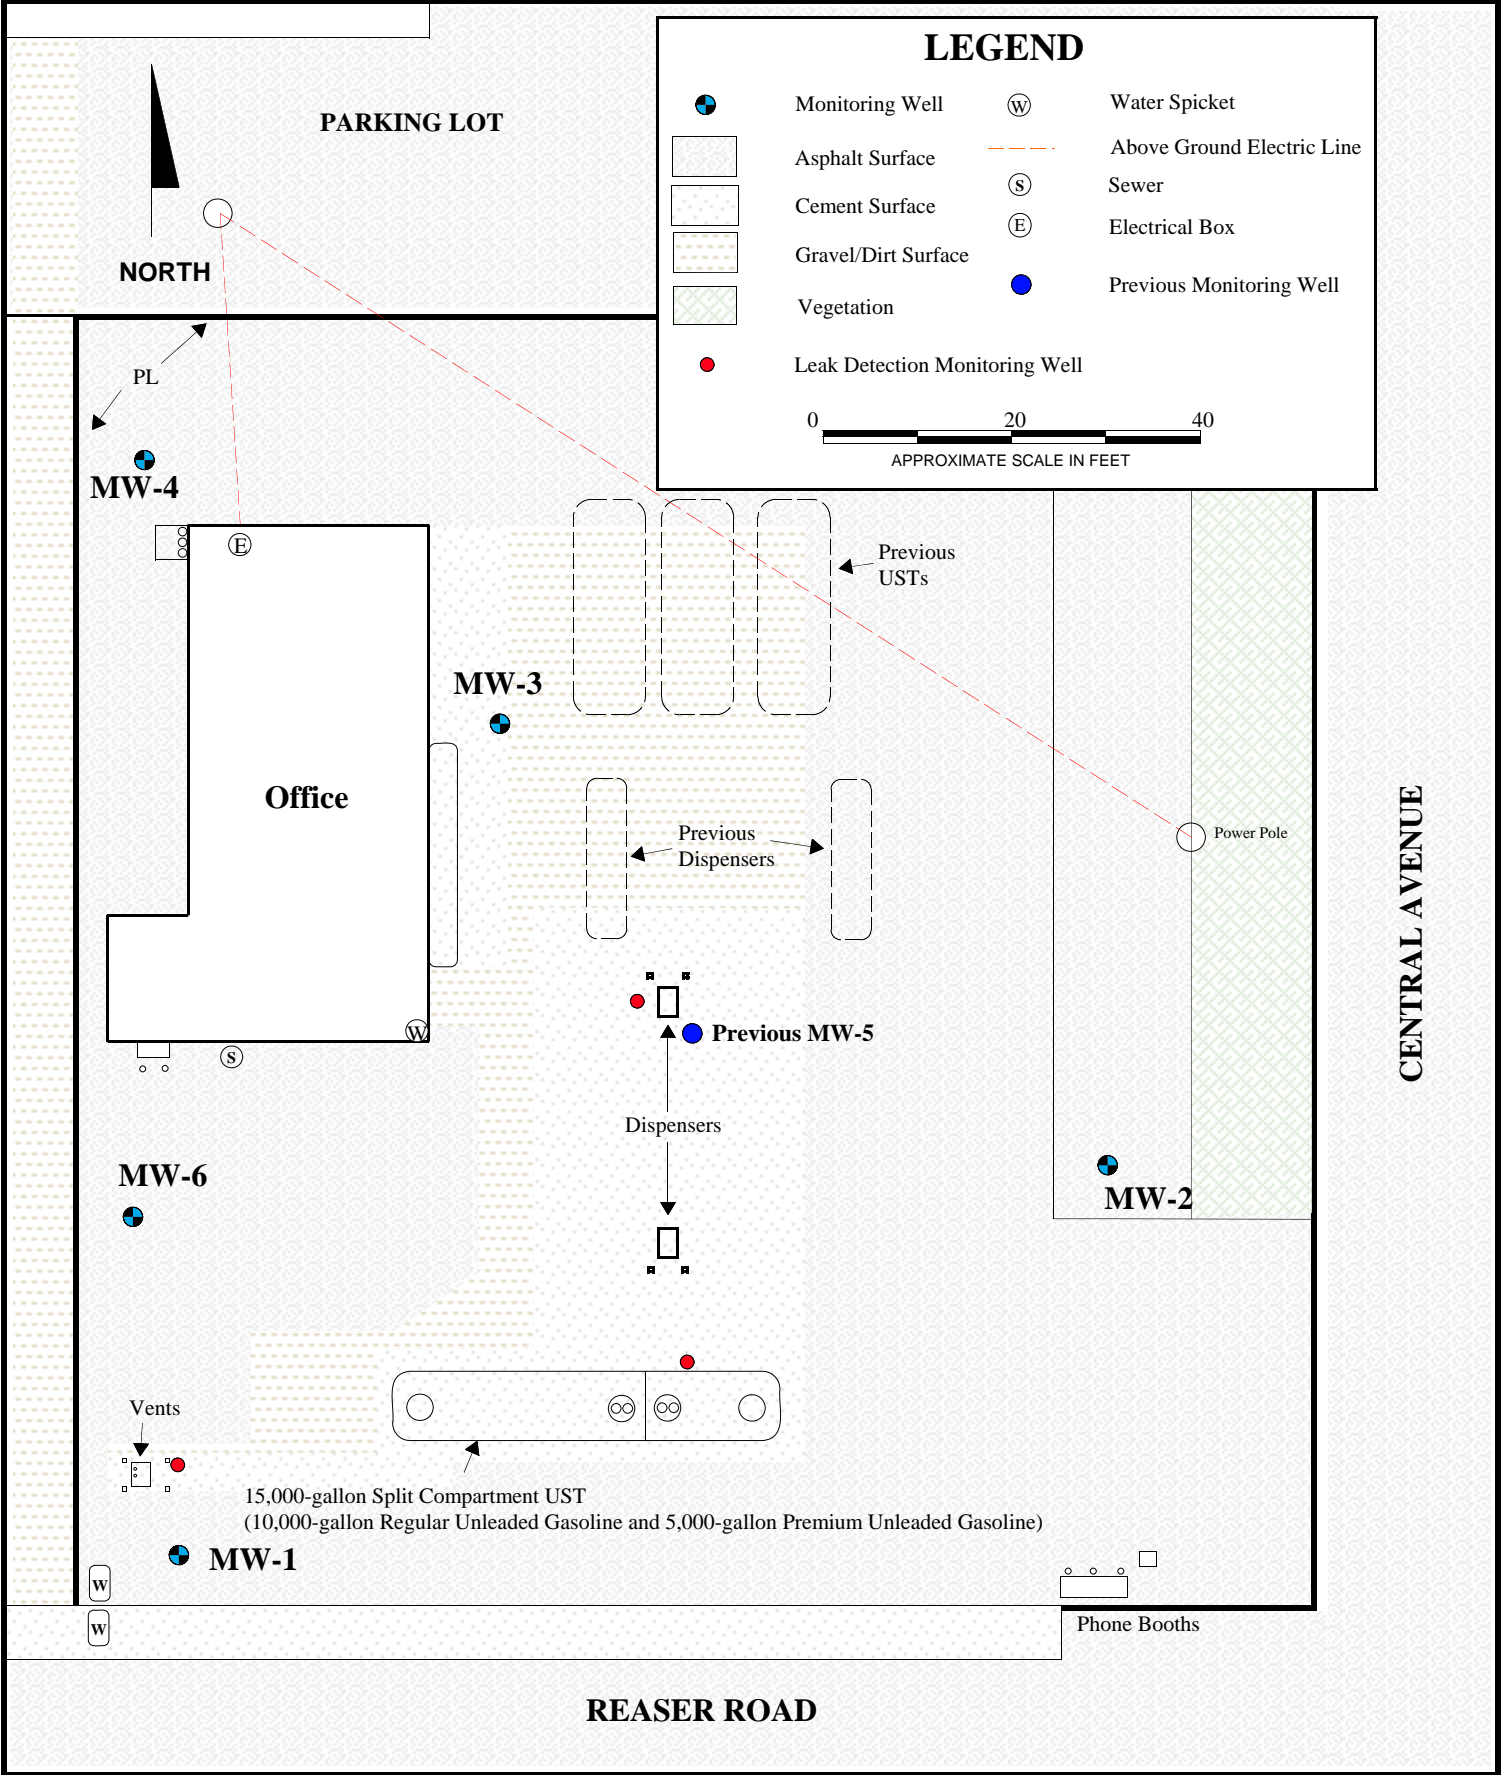 LEGEND
Monitoring Well
W
Water Spicket
Asphalt Surface
Above Ground Electric Line
S
Sewer
Cement Surface
E
Electrical Box
Gravel/Dirt Surface
Previous Monitoring Well
Vegetation
Leak Detection Monitoring Well
0 20 40
APPROXIMATE SCALE IN FEET
PARKING LOT
NORTH
PL
MW-4
E
Previous
USTs
MW-3
Office
Previous
Dispensers
Power Pole
CENTRAL AVENUE
W
Previous MW-5
S
Dispensers
MW-6
MW-2
Vents
15,000-gallon Split Compartment UST
(10,000-gallon Regular Unleaded Gasoline and 5,000-gallon Premium Unleaded Gasoline)
MW-1
W
W
Phone Booths
REASER ROAD